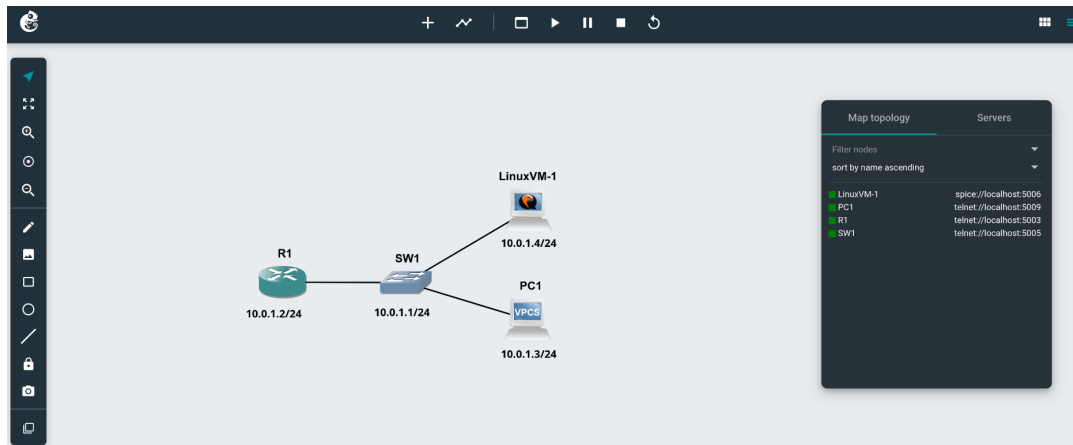 Map topology Servers
Filter nodes
sort by name ascending
LinuxVM-1 spice://localhost:5006
PC1 telnet://localhost:5009
R1 telnet://localhost:5003
SW1 telnet://localhost:5005
LinuxVM-1
10.0.1.4/24
R1
10.0.1.2/24
SW1
10.0.1.1/24
PC1
VPCS
10.0.1.3/24